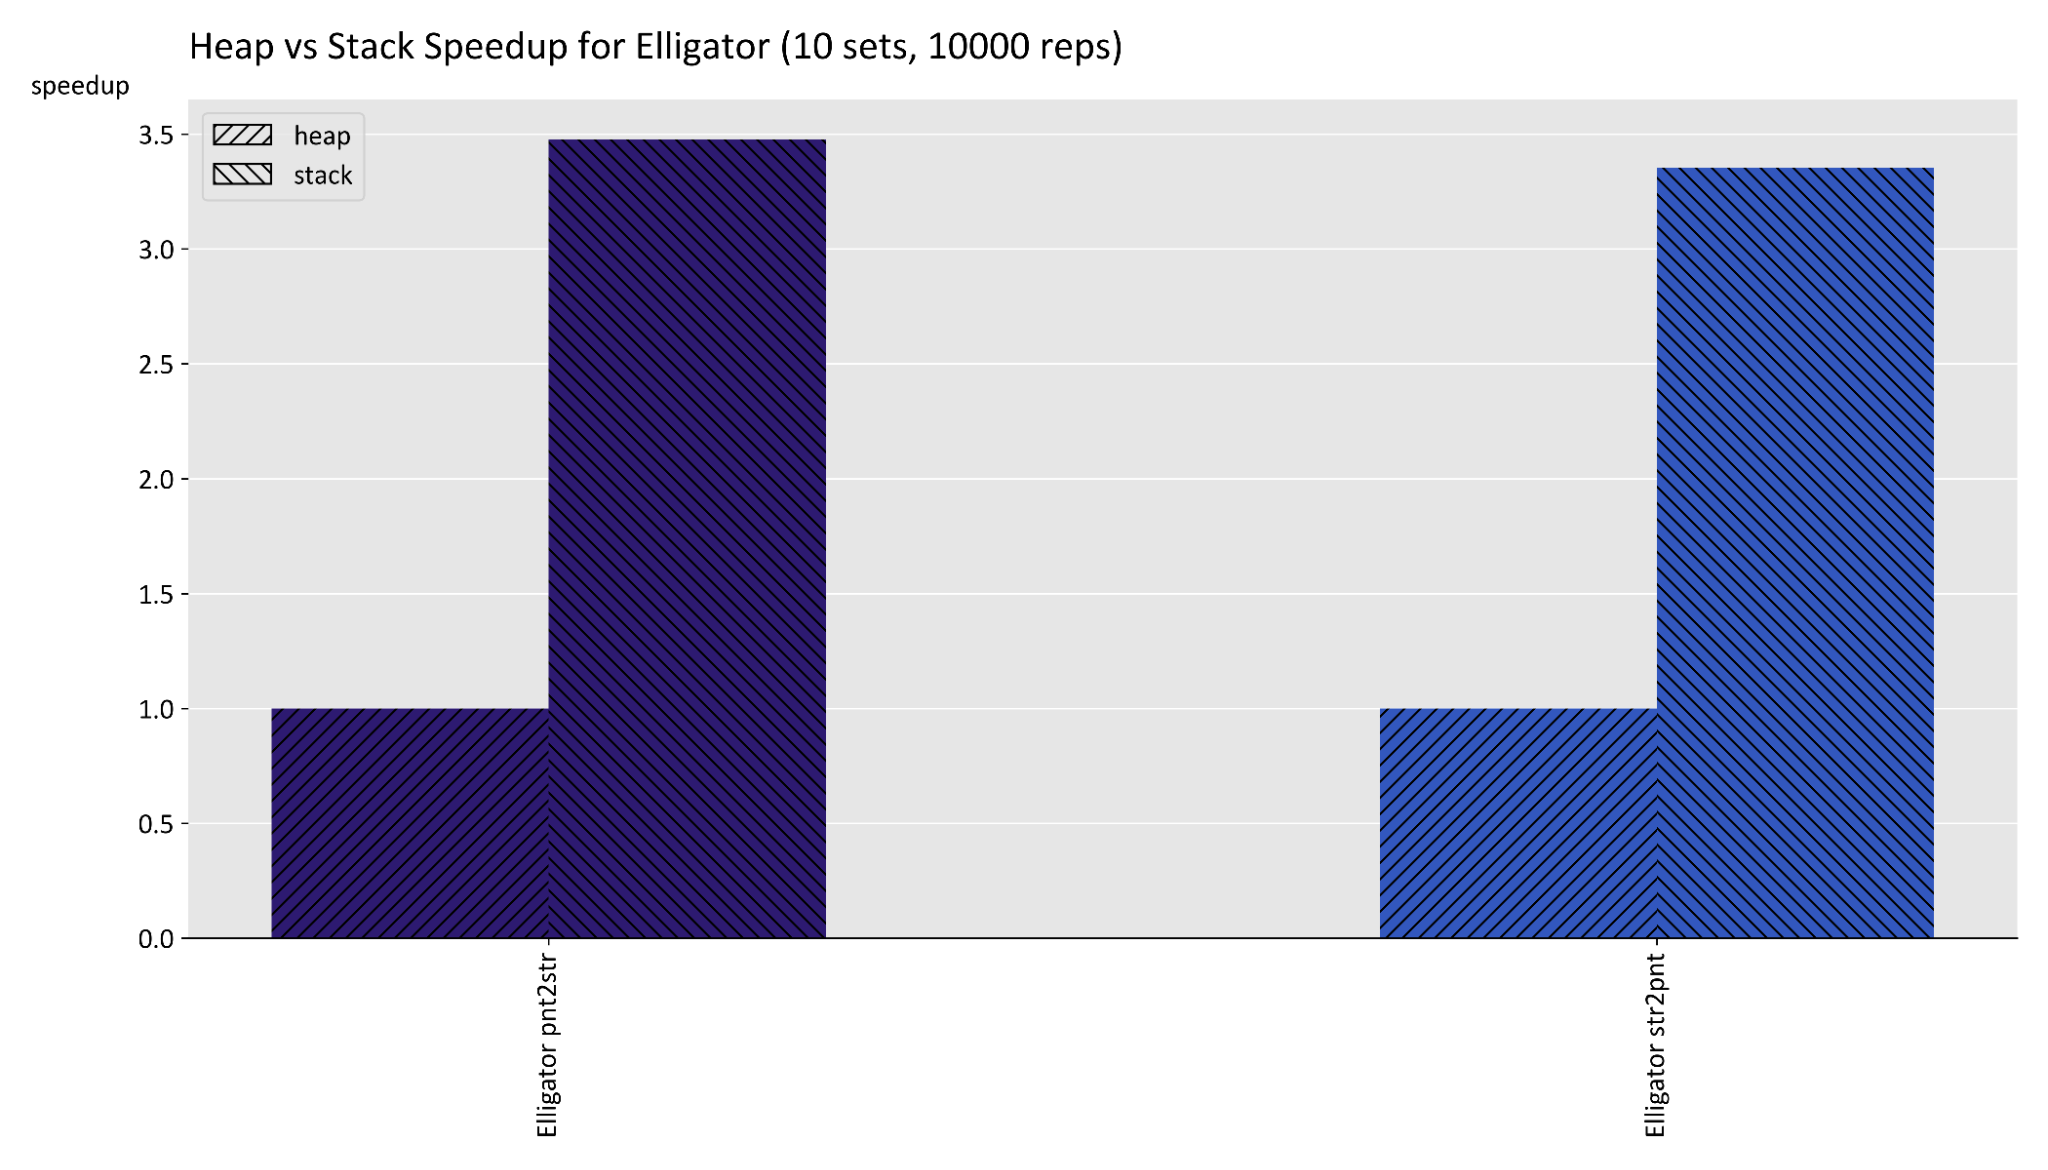 Heap vs Stack Speedup for Elligator (10 sets, 10000 reps)
speedup
heap
stack
3.5
3.0
2.5
2.0
1.5
1.0
0.5
0.0
Elligator pnt2str
Elligator str2pnt